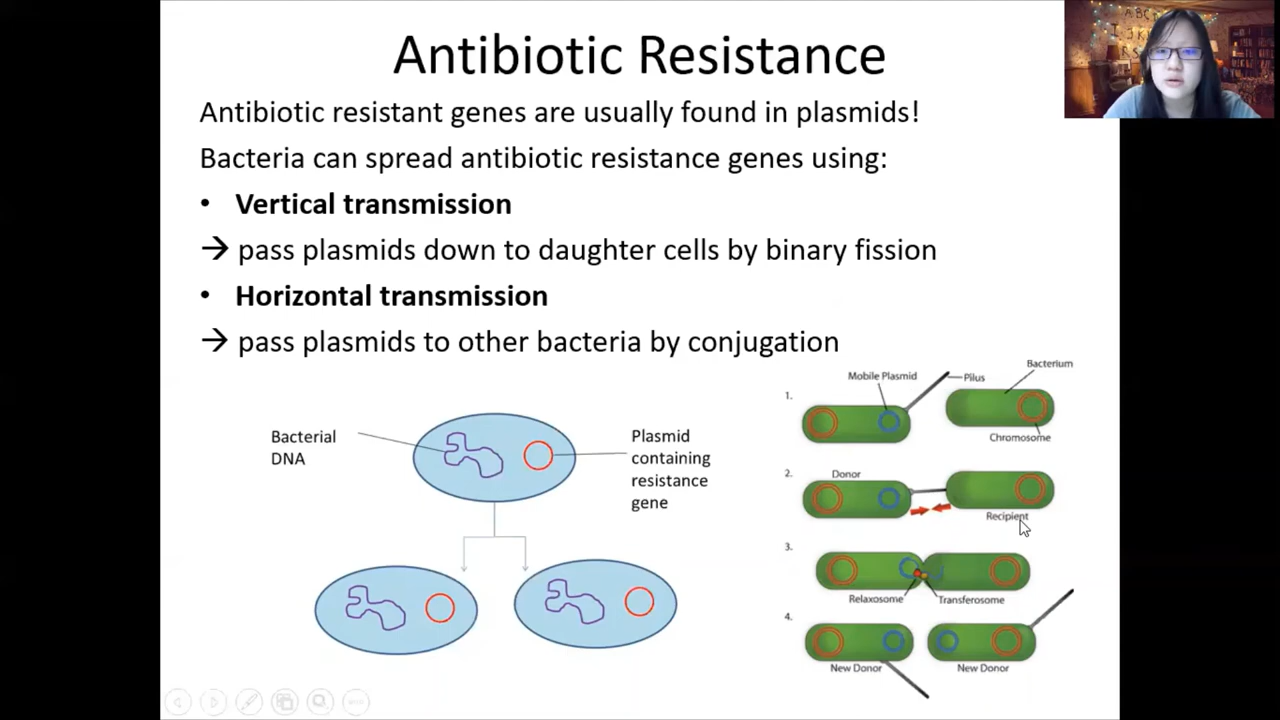 Antibiotic Resistance
Antibiotic resistant genes are usually found in plasmids!
Bacteria can spread antibiotic resistance genes using:
• Vertical transmission
→ pass plasmids down to daughter cells by binary fission
• Horizontal transmission
→ pass plasmids to other bacteria by conjugation
Bacterial
DNA
Plasmid
containing
resistance
gene
1.
Mobile Plasmid
Pilus
Bacterium
Chromosome
2.
Donor
Recipient
3.
Relaxosome
Transferosome
4.
New Donor
New Donor